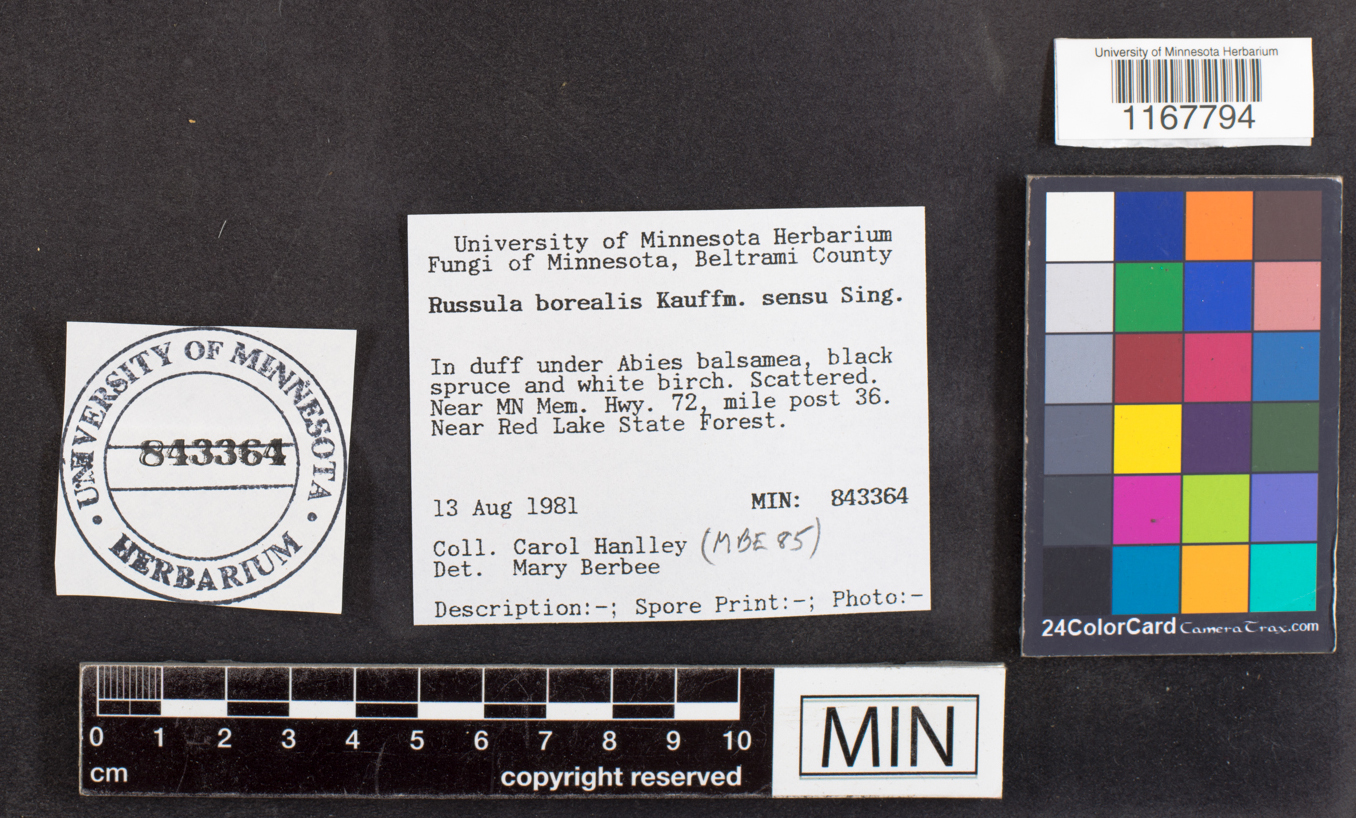 University of Minnesota Herbarium
1167794
University of Minnesota Herbarium
Fungi of Minnesota, Beltrami County
Russula borealis Kauffm. sensu Sing.
In duff under Abies balsamea, black
spruce and white birch. Scattered.
Near MN Mem. Hwy. 72, mile post 36.
Near Red Lake State Forest.
13 Aug 1981 MIN: 843364
Coll. Carol Hanlley (MBE 85)
Det. Mary Berbee
Description:-; Spore Print:-; Photo:-
UNIVERSITY OF MINNESOTA
843364
• HERBARIUM •
24ColorCard CameraTrax.com
0 1 2 3 4 5 6 7 8 9 10
cm copyright reserved
MIN